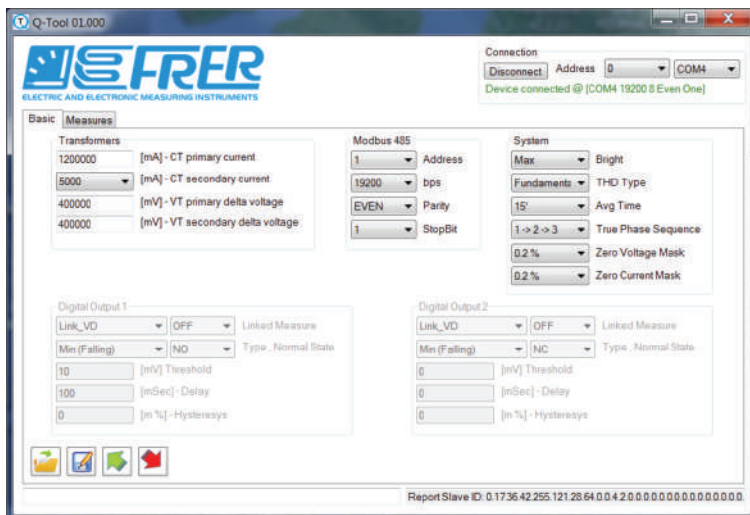 Q-Tool 01.000
FRER
ELECTRIC AND ELECTRONIC MEASURING INSTRUMENTS
Connection
Disconnect Address 0 COM4
Device connected @ [COM4 19200 8 Even One]
Basic Measures
Transformers
1200000 [mA] - CT primary current
5000 [mA] - CT secondary current
400000 [mV] - VT primary delta voltage
400000 [mV] - VT secondary delta voltage
Modbus 485
1 Address
19200 bps
EVEN Parity
1 StopBit
System
Max Bright
Fundamenta THD Type
15' Avg Time
1 -> 2 -> 3 True Phase Sequence
0.2 % Zero Voltage Mask
0.2 % Zero Current Mask
Digital Output 1
Link_VD OFF Linked Measure
Min (Falling) NO Type , Normal State
10 [mV] Threshold
100 [mSec] - Delay
0 [m %] - Hysteresys
Digital Output 2
Link_VD OFF Linked Measure
Min (Falling) NC Type , Normal State
0 [mV] Threshold
0 [mSec] - Delay
0 [m %] - Hysteresys
Report Slave ID: 0.17.36.42.255.121.28.64.0.0.4.2.0.0.0.0.0.0.0.0.0.0.0.0.0.0.